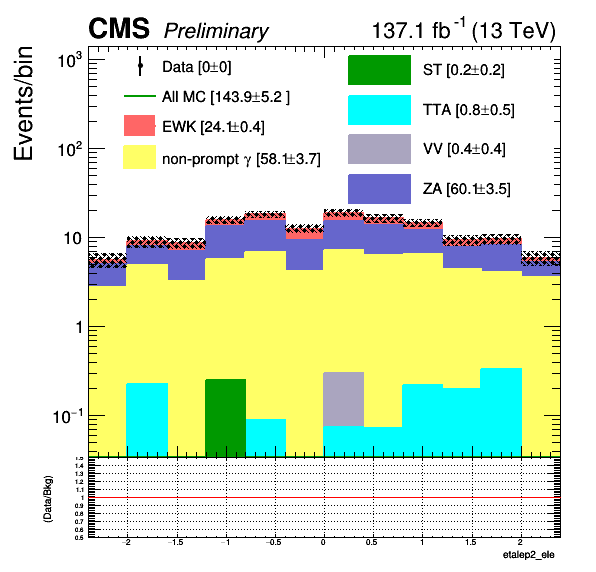 CMS Preliminary 137.1 fb⁻¹ (13 TeV)
Events/bin
10³
10²
10
1
10⁻¹
Data [0±0]
All MC [143.9±5.2 ]
EWK [24.1±0.4]
non-prompt γ [58.1±3.7]
ST [0.2±0.2]
TTA [0.8±0.5]
VV [0.4±0.4]
ZA [60.1±3.5]
(Data/Bkg)
1.5
1.4
1.3
1.2
1.1
1
0.9
0.8
0.7
0.6
0.5
−2 −1.5 −1 −0.5 0 0.5 1 1.5 2
etalep2_ele